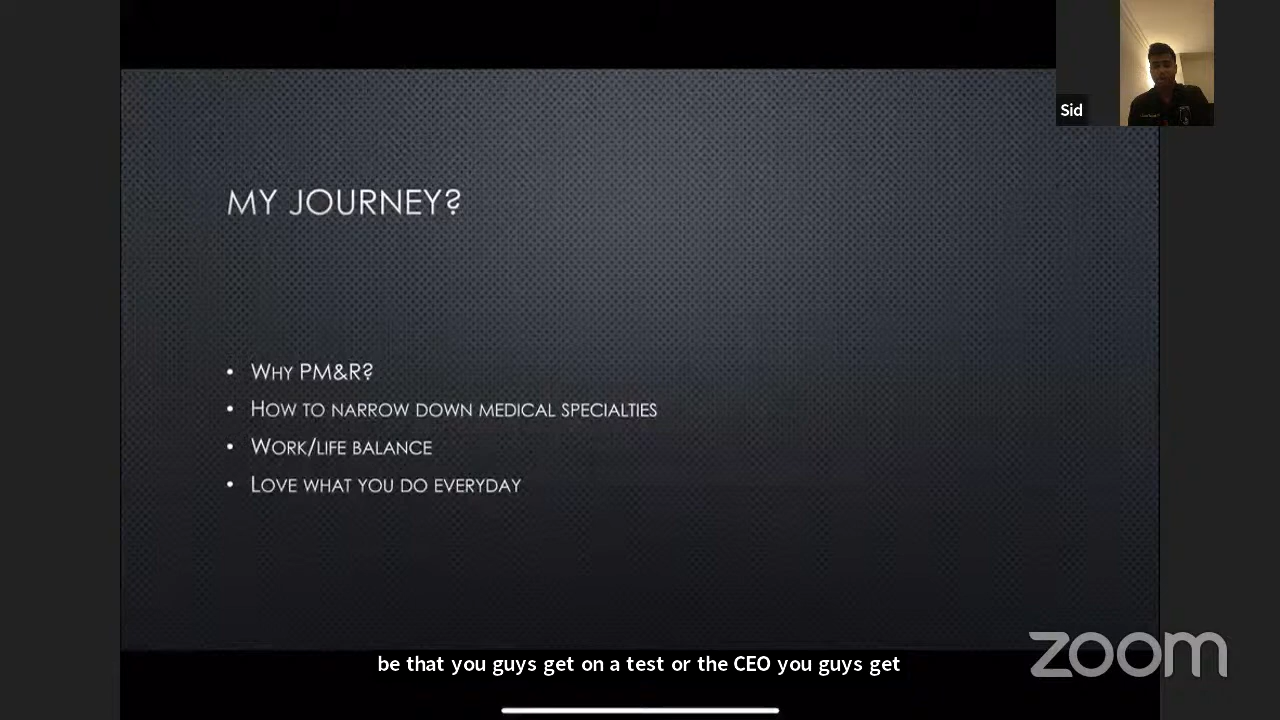 Sid
MY JOURNEY?
• WHY PM&R?
• HOW TO NARROW DOWN MEDICAL SPECIALTIES
• WORK/LIFE BALANCE
• LOVE WHAT YOU DO EVERYDAY
zoom
be that you guys get on a test or the CEO you guys get